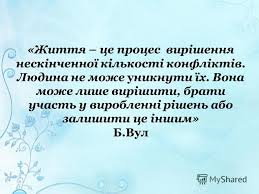 «Життя – це процес вирішення
нескінченної кількості конфліктів.
Людина не може уникнути їх. Вона
може лише вирішити, брати
участь у виробленні рішень або
залишити це іншим»
Б.Вул
MyShared